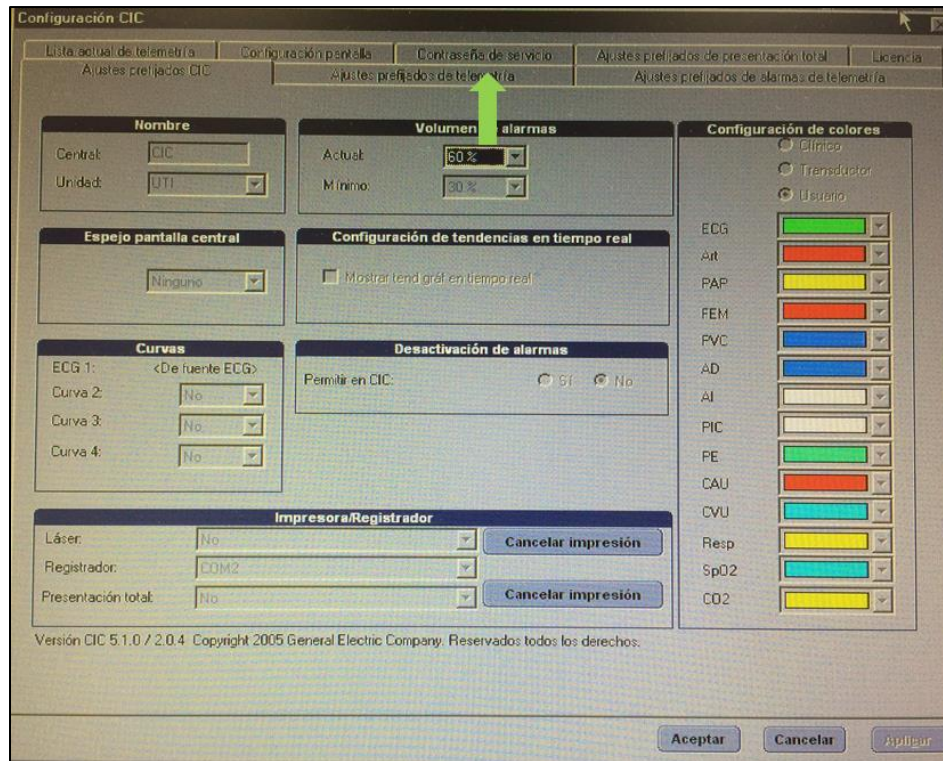 Configuración CIC
Lista actual de telemetría Configuración pantalla Contraseña de servicio Ajustes prefijados de presentación total Licencia
Ajustes prefijados CIC Ajustes prefijados de telemetría Ajustes prefijados de alarmas de telemetría
Nombre
Central: CIC
Unidad: UTI
Volumen de alarmas
Actual: 60 %
Mínimo: 30 %
Configuración de colores
Clínico
Transductor
Usuario
Espejo pantalla central
Ninguno
Configuración de tendencias en tiempo real
Mostrar tend gráf en tiempo real
Curvas
ECG 1: <De fuente ECG>
Curva 2: No
Curva 3: No
Curva 4: No
Desactivación de alarmas
Permitir en CIC: Sí No
ECG
Art
PAP
FEM
PVC
AD
AI
PIC
PE
CAU
CVU
Resp
SpO2
CO2
Impresora/Registrador
Láser: No Cancelar impresión
Registrador: COM2
Presentación total: No Cancelar impresión
Versión CIC 5.1.0 / 2.0.4 Copyright 2005 General Electric Company. Reservados todos los derechos.
Aceptar Cancelar Apligar